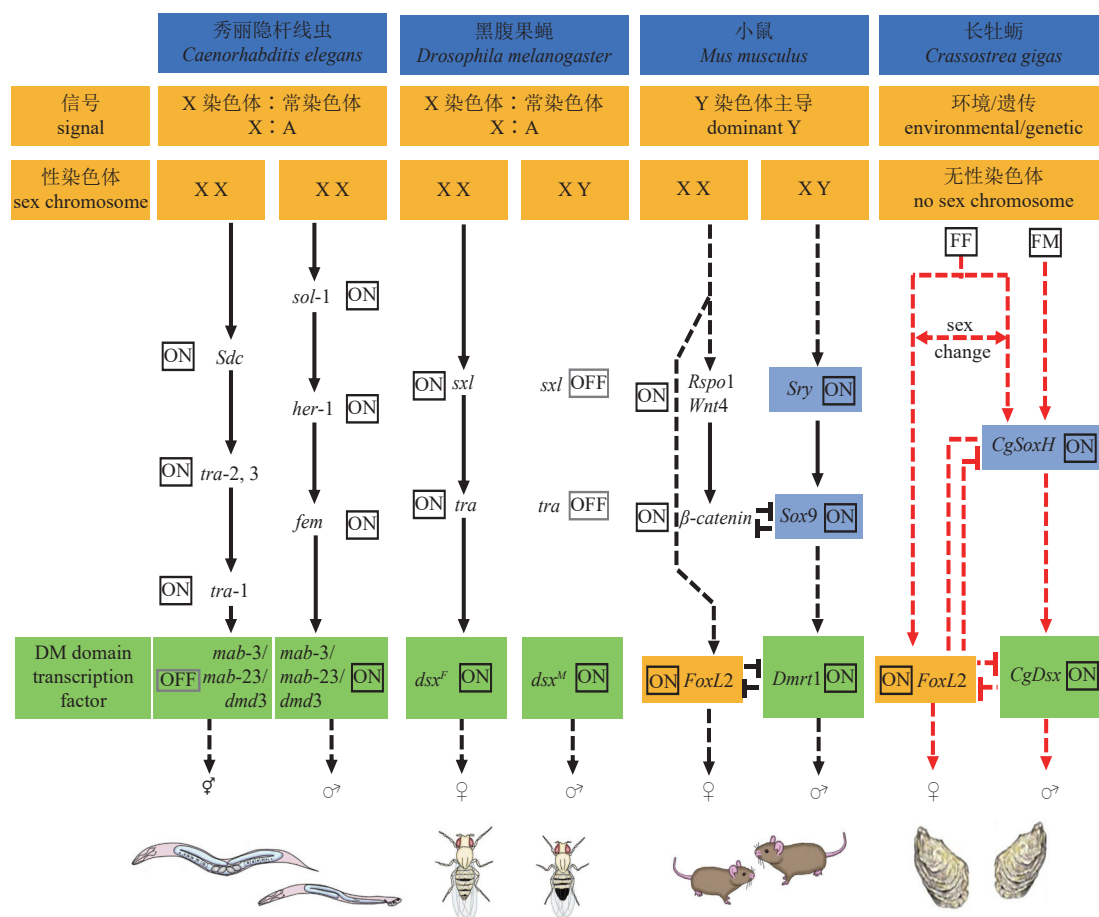 秀丽隐杆线虫
Caenorhabditis elegans
黑腹果蝇
Drosophila melanogaster
小鼠
Mus musculus
长牡蛎
Crassostrea gigas
信号
signal
X 染色体：常染色体
X：A
X 染色体：常染色体
X：A
Y 染色体主导
dominant Y
环境/遗传
environmental/genetic
性染色体
sex chromosome
X X
X X
X X
X Y
X X
X Y
无性染色体
no sex chromosome
FF
FM
sol-1 ON
sex
change
ON Sdc
ON sxl
sxl OFF
ON
Rspo1
Wnt4
Sry ON
her-1 ON
CgSoxH ON
ON tra-2, 3
ON tra
tra OFF
fem ON
ON β-catenin
Sox9 ON
ON tra-1
DM domain
transcription
factor
OFF
mab-3/
mab-23/
dmd3
mab-3/
mab-23/
dmd3
ON
dsxF ON
dsxM ON
ON FoxL2
Dmrt1 ON
ON FoxL2
CgDsx ON
⚥
♂
♀
♂
♀
♂
♀
♂